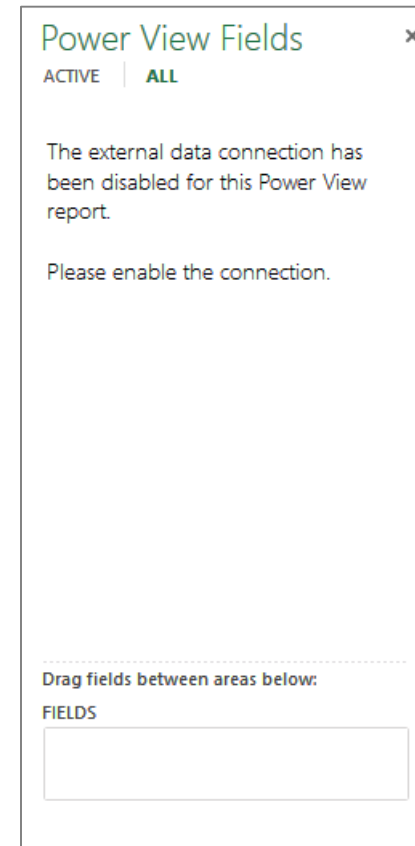 Power View Fields
ACTIVE ALL
The external data connection has
been disabled for this Power View
report.
Please enable the connection.
Drag fields between areas below:
FIELDS